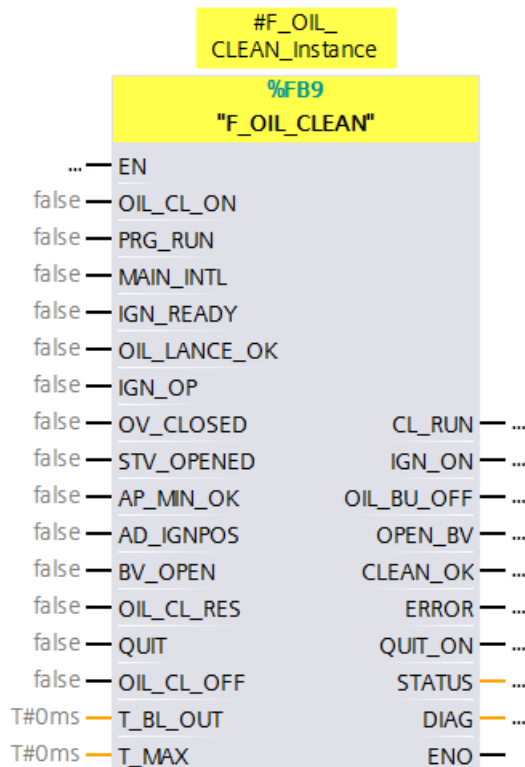 #F_OIL_
CLEAN_Instance
%FB9
"F_OIL_CLEAN"
... EN
false OIL_CL_ON
false PRG_RUN
false MAIN_INTL
false IGN_READY
false OIL_LANCE_OK
false IGN_OP
false OV_CLOSED CL_RUN ...
false STV_OPENED IGN_ON ...
false AP_MIN_OK OIL_BU_OFF ...
false AD_IGNPOS OPEN_BV ...
false BV_OPEN CLEAN_OK ...
false OIL_CL_RES ERROR ...
false QUIT QUIT_ON ...
false OIL_CL_OFF STATUS ...
T#0ms T_BL_OUT DIAG ...
T#0ms T_MAX ENO